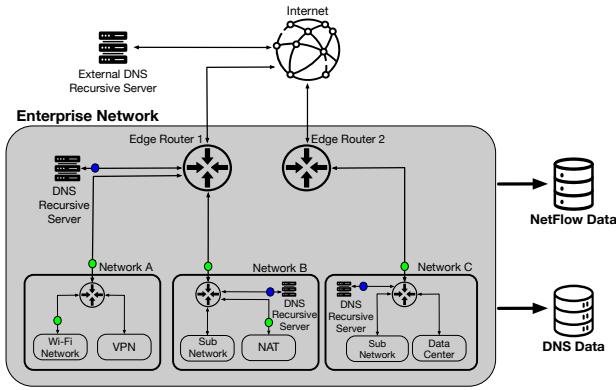 Internet
External DNS
Recursive Server
Enterprise Network
Edge Router 1
Edge Router 2
DNS
Recursive
Server
NetFlow Data
Network A
Network B
Network C
DNS
Recursive
Server
DNS
Recursive
Server
Wi-Fi
Network
VPN
Sub
Network
NAT
Sub
Network
Data
Center
DNS Data